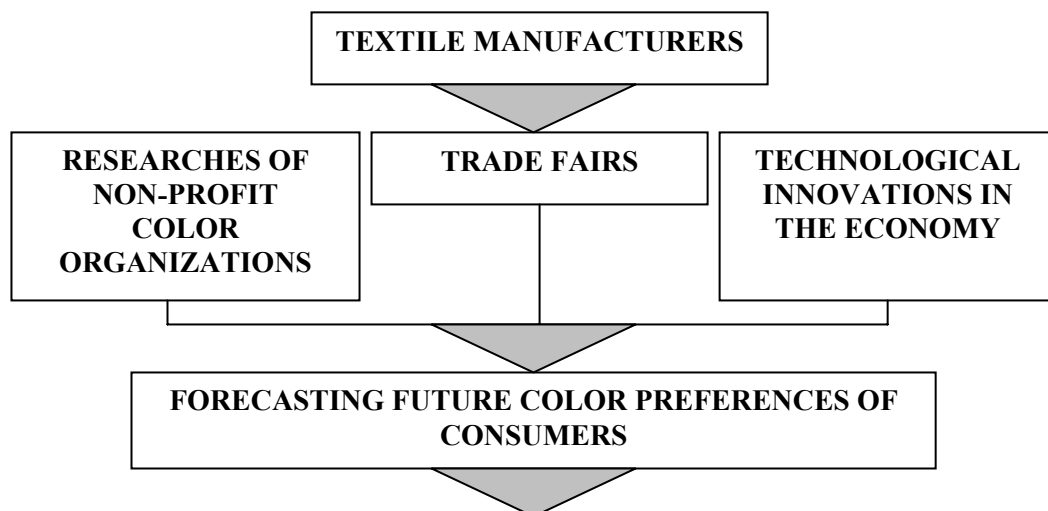 TEXTILE MANUFACTURERS
RESEARCHES OF
NON-PROFIT
COLOR
ORGANIZATIONS
TRADE FAIRS
TECHNOLOGICAL
INNOVATIONS IN
THE ECONOMY
FORECASTING FUTURE COLOR PREFERENCES OF
CONSUMERS